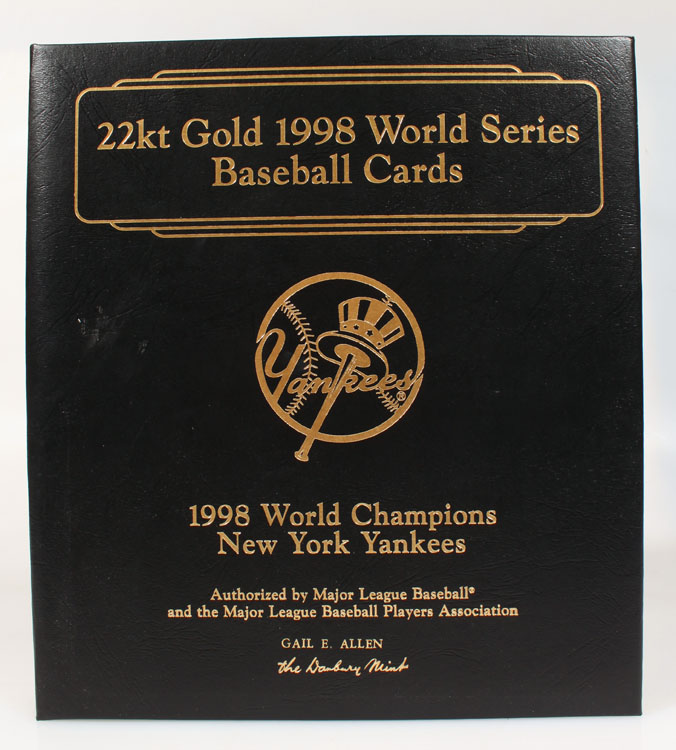 22kt Gold 1998 World Series
Baseball Cards
Yankees®
1998 World Champions
New York Yankees
Authorized by Major League Baseball®
and the Major League Baseball Players Association
GAIL E. ALLEN
The Danbury Mint